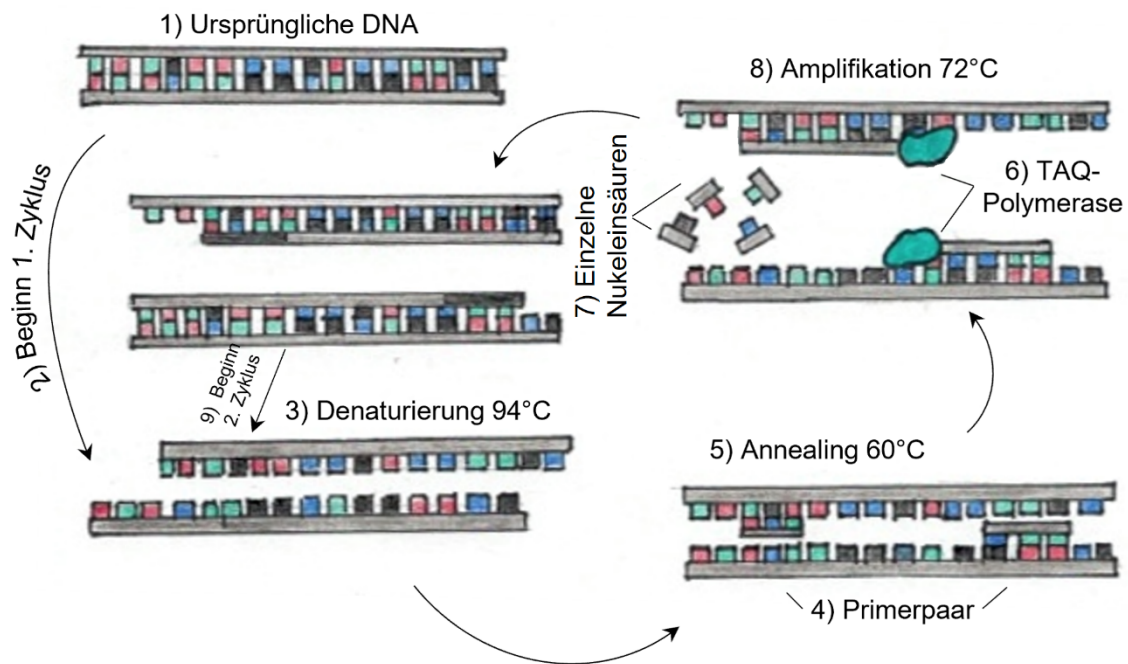 1) Ursprüngliche DNA
2) Beginn 1. Zyklus
3) Denaturierung 94°C
4) Primerpaar
5) Annealing 60°C
6) TAQ-
Polymerase
7) Einzelne
Nukeleinsäuren
8) Amplifikation 72°C
9) Beginn
2. Zyklus